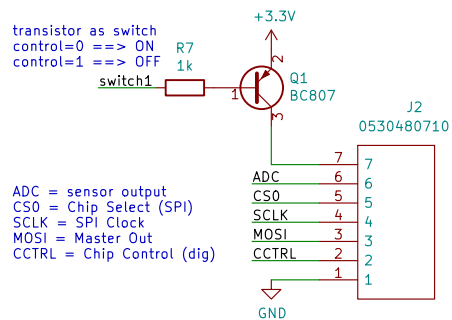 +3.3V
transistor as switch
control=0 ==> ON
control=1 ==> OFF
R7
1k
switch1
1
2
3
Q1
BC807
J2
0530480710
7 7
ADC 6 6
CS0 5 5
SCLK 4 4
MOSI 3 3
CCTRL 2 2
1 1
GND
ADC = sensor output
CS0 = Chip Select (SPI)
SCLK = SPI Clock
MOSI = Master Out
CCTRL = Chip Control (dig)